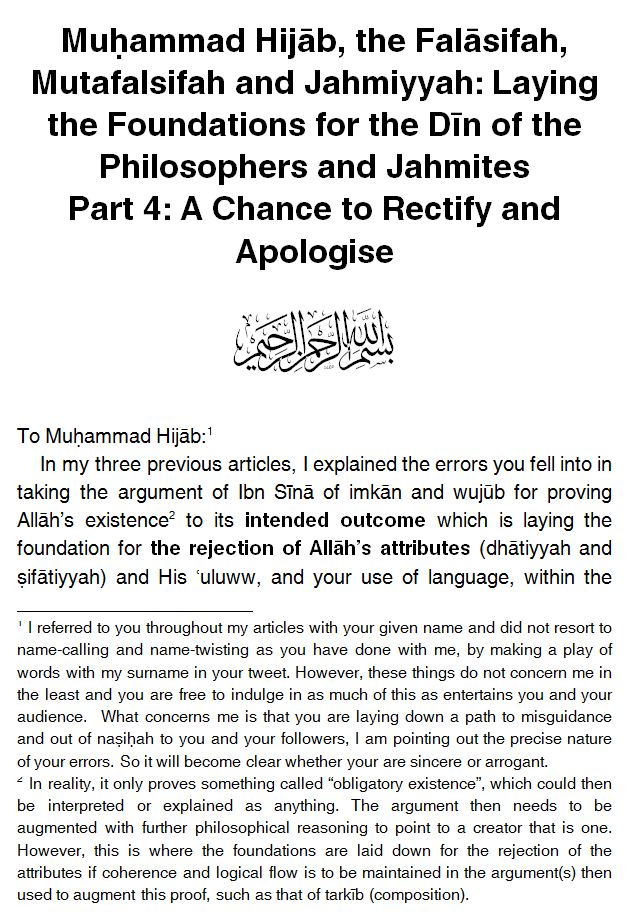 Muḥammad Hijāb, the Falāsifah,
Mutafalsifah and Jahmiyyah: Laying
the Foundations for the Dīn of the
Philosophers and Jahmites
Part 4: A Chance to Rectify and
Apologise
بسم الله الرحمن الرحيم
To Muḥammad Hijāb:¹
In my three previous articles, I explained the errors you fell into in
taking the argument of Ibn Sīnā of imkān and wujūb for proving
Allāh’s existence² to its intended outcome which is laying the
foundation for the rejection of Allāh’s attributes (dhātiyyah and
ṣifātiyyah) and His ʿuluww, and your use of language, within the
¹ I referred to you throughout my articles with your given name and did not resort to
name-calling and name-twisting as you have done with me, by making a play of
words with my surname in your tweet. However, these things do not concern me in
the least and you are free to indulge in as much of this as entertains you and your
audience. What concerns me is that you are laying down a path to misguidance
and out of naṣiḥah to you and your followers, I am pointing out the precise nature
of your errors. So it will become clear whether your are sincere or arrogant.
² In reality, it only proves something called “obligatory existence”, which could then
be interpreted or explained as anything. The argument then needs to be
augmented with further philosophical reasoning to point to a creator that is one.
However, this is where the foundations are laid down for the rejection of the
attributes if coherence and logical flow is to be maintained in the argument(s) then
used to augment this proof, such as that of tarkīb (composition).